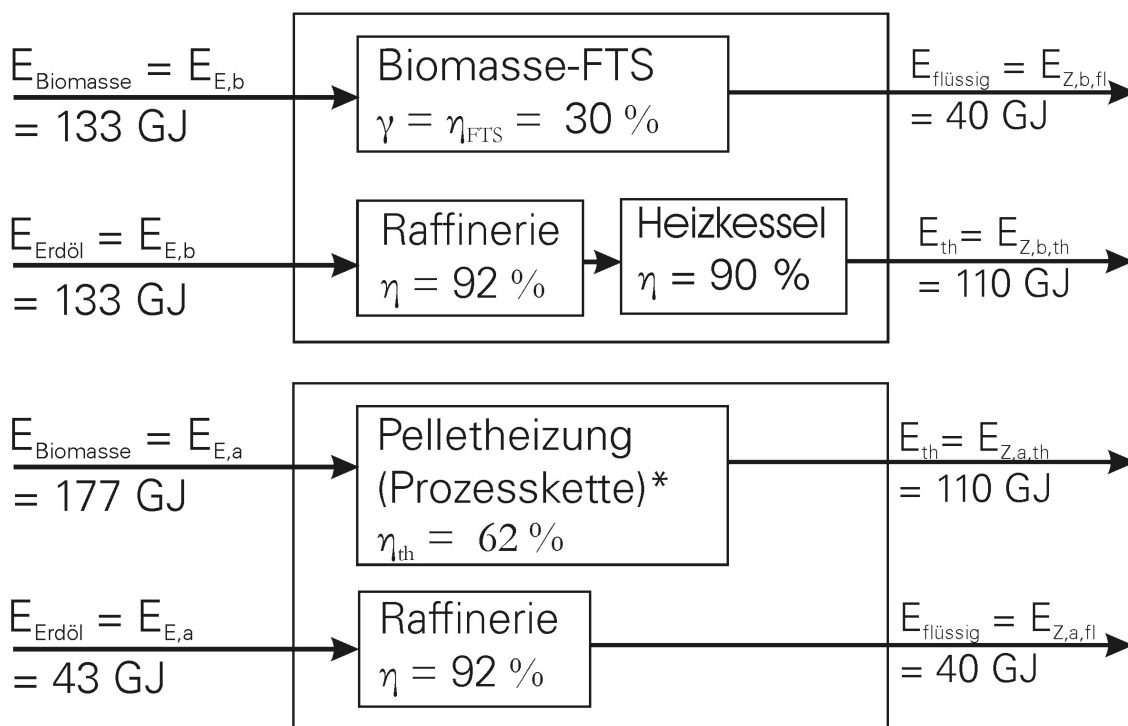 E_Biomasse = E_E,b
= 133 GJ
Biomasse-FTS
γ = η_FTS = 30 %
E_flüssig = E_Z,b,fl
= 40 GJ
E_Erdöl = E_E,b
= 133 GJ
Raffinerie
η = 92 %
Heizkessel
η = 90 %
E_th = E_Z,b,th
= 110 GJ
E_Biomasse = E_E,a
= 177 GJ
Pelletheizung
(Prozesskette)*
η_th = 62 %
E_th = E_Z,a,th
= 110 GJ
E_Erdöl = E_E,a
= 43 GJ
Raffinerie
η = 92 %
E_flüssig = E_Z,a,fl
= 40 GJ